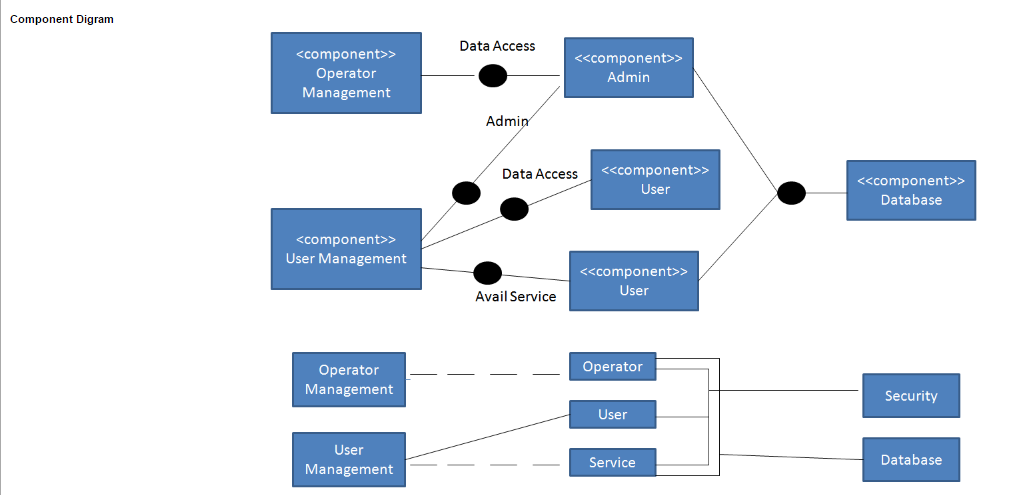 Component Digram
<component>>
Operator
Management
Data Access
<<component>>
Admin
Admin
Data Access
<<component>>
User
<<component>>
Database
<component>>
User Management
<<component>>
User
Avail Service
Operator
Management
Operator
Security
User
User
Management
Service
Database